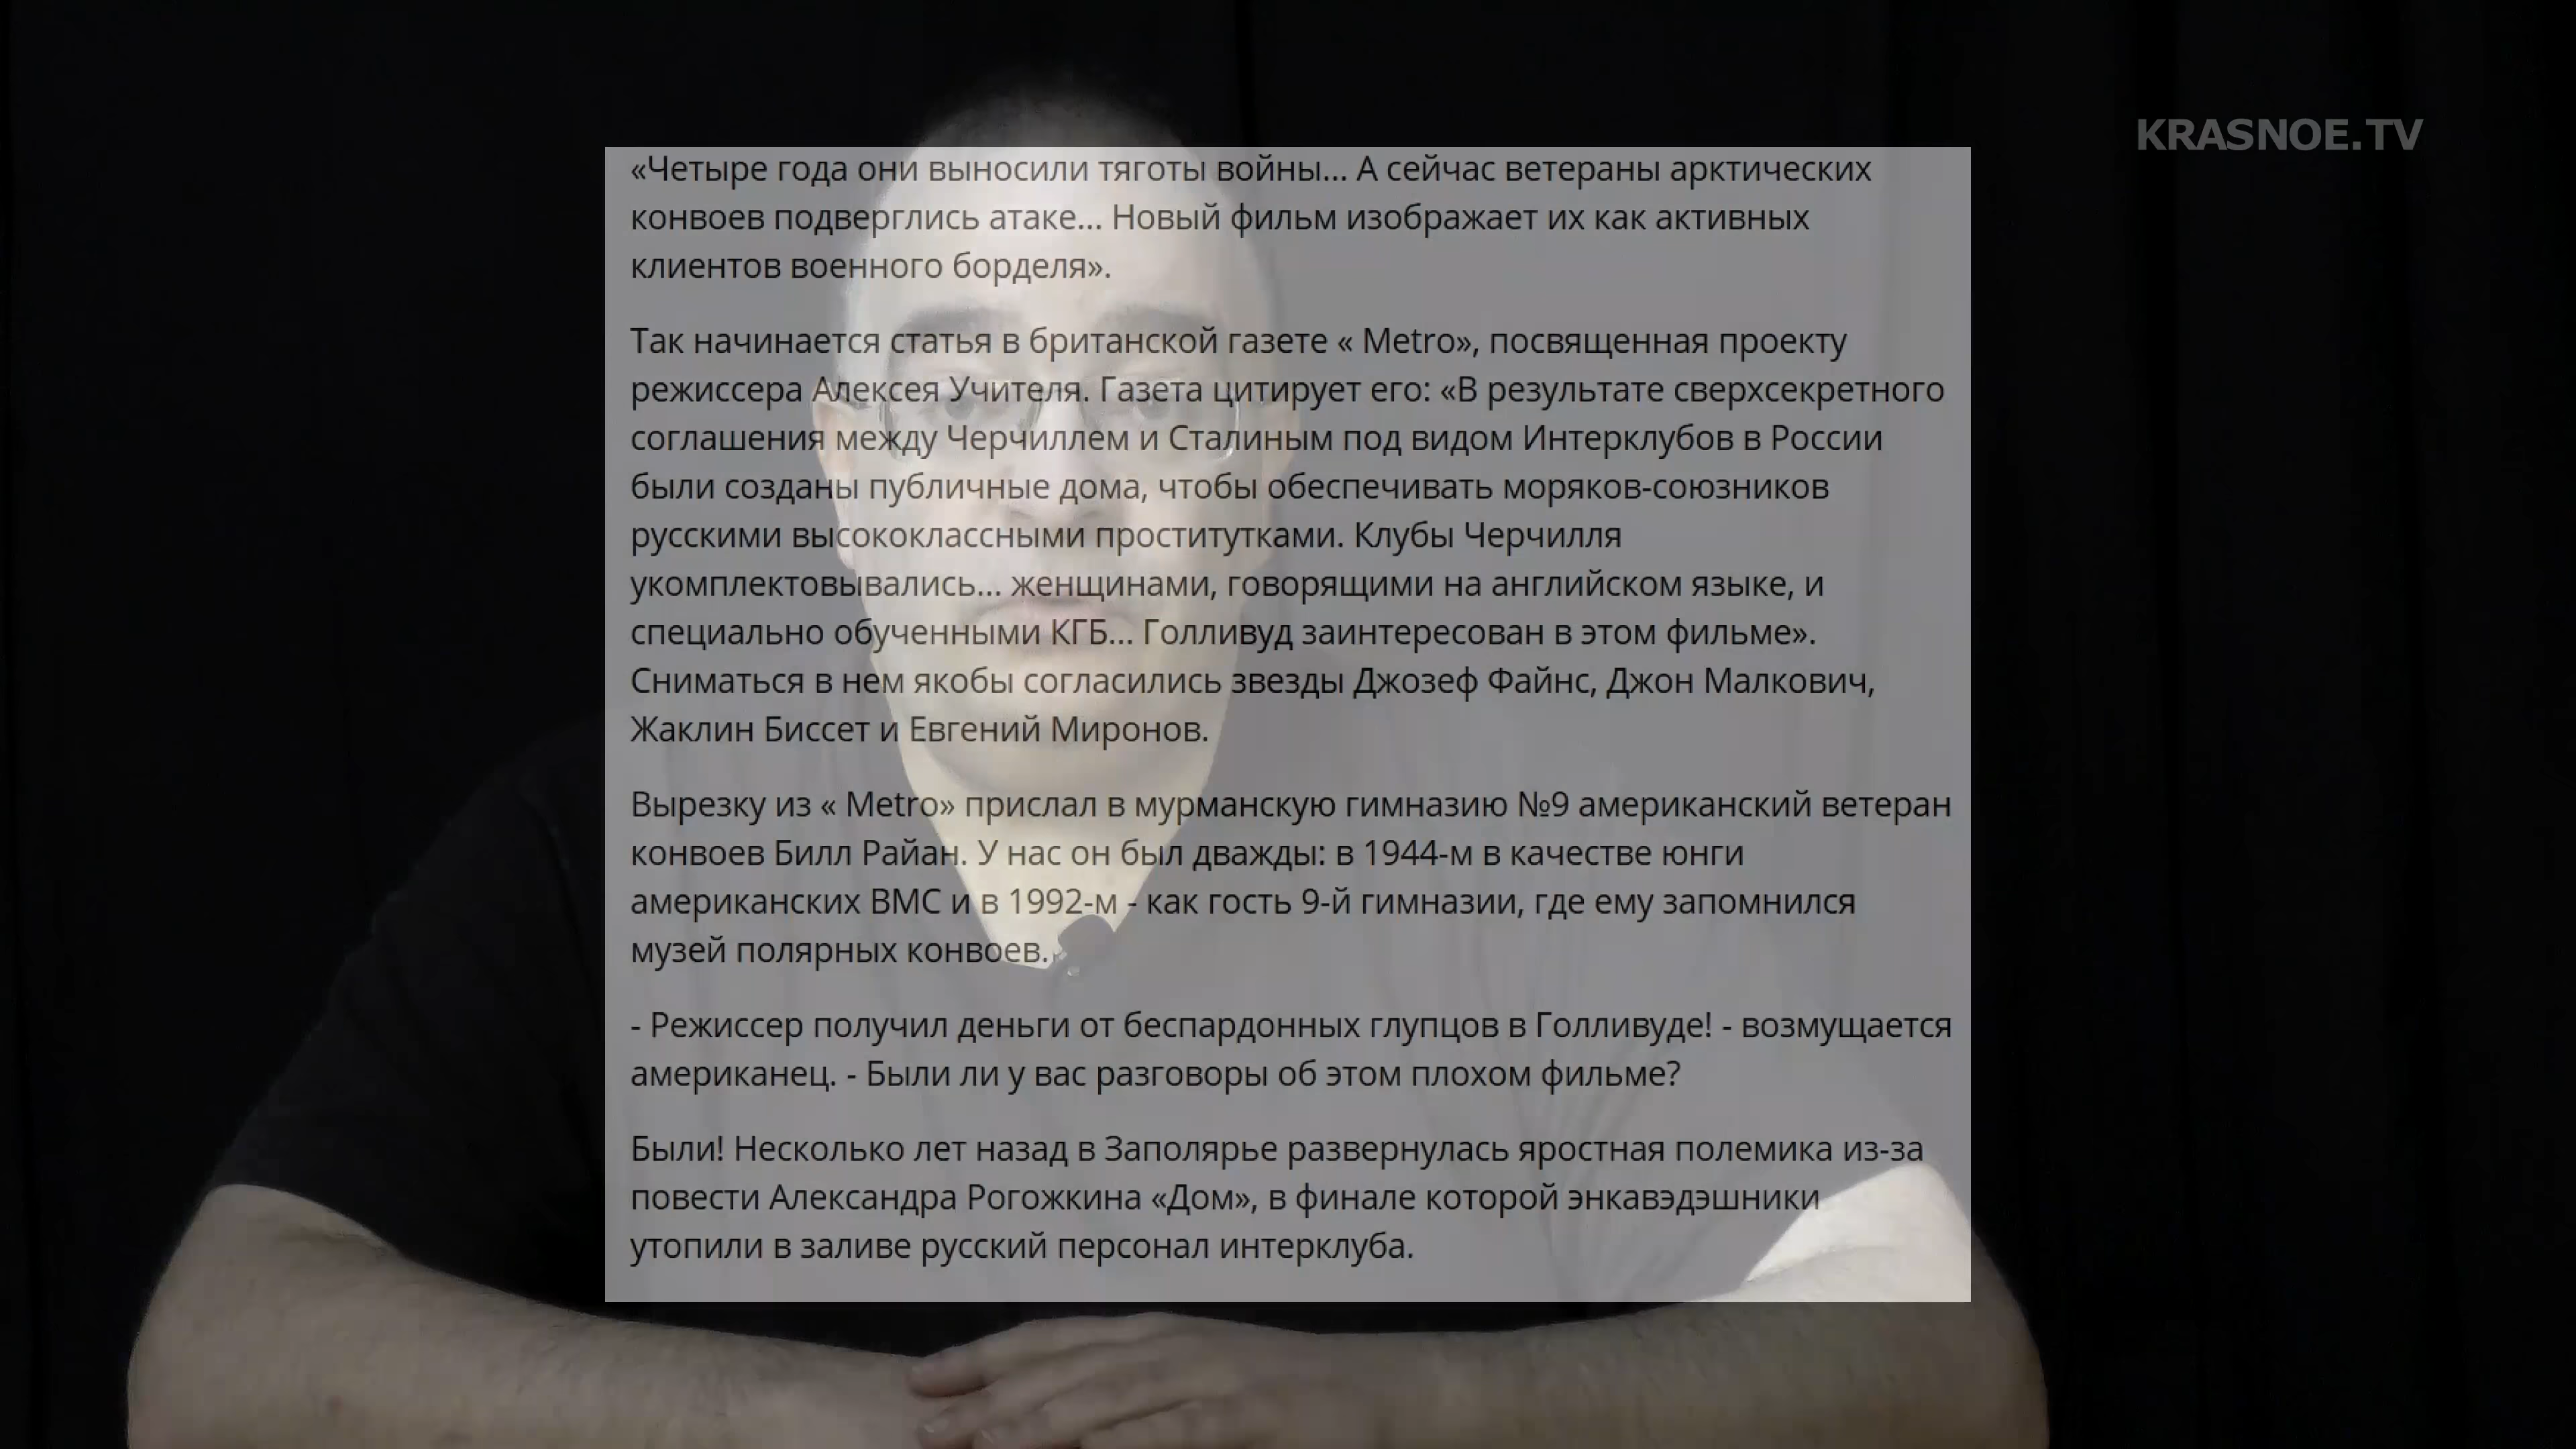 KRASNOE.TV
«Четыре года они выносили тяготы войны... А сейчас ветераны арктических
конвоев подверглись атаке... Новый фильм изображает их как активных
клиентов военного борделя».
Так начинается статья в британской газете « Metro», посвященная проекту
режиссера Алексея Учителя. Газета цитирует его: «В результате сверхсекретного
соглашения между Черчиллем и Сталиным под видом Интерклубов в России
были созданы публичные дома, чтобы обеспечивать моряков-союзников
русскими высококлассными проститутками. Клубы Черчилля
укомплектовывались... женщинами, говорящими на английском языке, и
специально обученными КГБ... Голливуд заинтересован в этом фильме».
Сниматься в нем якобы согласились звезды Джозеф Файнс, Джон Малкович,
Жаклин Биссет и Евгений Миронов.
Вырезку из « Metro» прислал в мурманскую гимназию №9 американский ветеран
конвоев Билл Райан. У нас он был дважды: в 1944-м в качестве юнги
американских ВМС и в 1992-м - как гость 9-й гимназии, где ему запомнился
музей полярных конвоев.
- Режиссер получил деньги от беспардонных глупцов в Голливуде! - возмущается
американец. - Были ли у вас разговоры об этом плохом фильме?
Были! Несколько лет назад в Заполярье развернулась яростная полемика из-за
повести Александра Рогожкина «Дом», в финале которой энкавэдэшники
утопили в заливе русский персонал интерклуба.